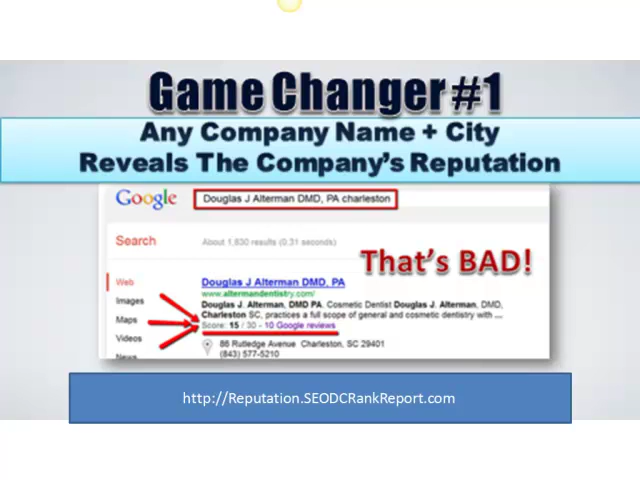 Game Changer #1
Any Company Name + City
Reveals The Company's Reputation
Google
Douglas J Alterman DMD, PA charleston
Search
About 1,830 results (0.31 seconds)
That's BAD!
Web
Images
Maps
Videos
News
Douglas J Alterman DMD, PA
www.altermandentistry.com/
Douglas J. Alterman, DMD PA. Cosmetic Dentist Douglas J. Alterman, DMD,
Charleston SC, practices a full scope of general and cosmetic dentistry with ...
Score: 15 / 30 - 10 Google reviews
86 Rutledge Avenue Charleston, SC 29401
(843) 577-5210
http://Reputation.SEODCRankReport.com